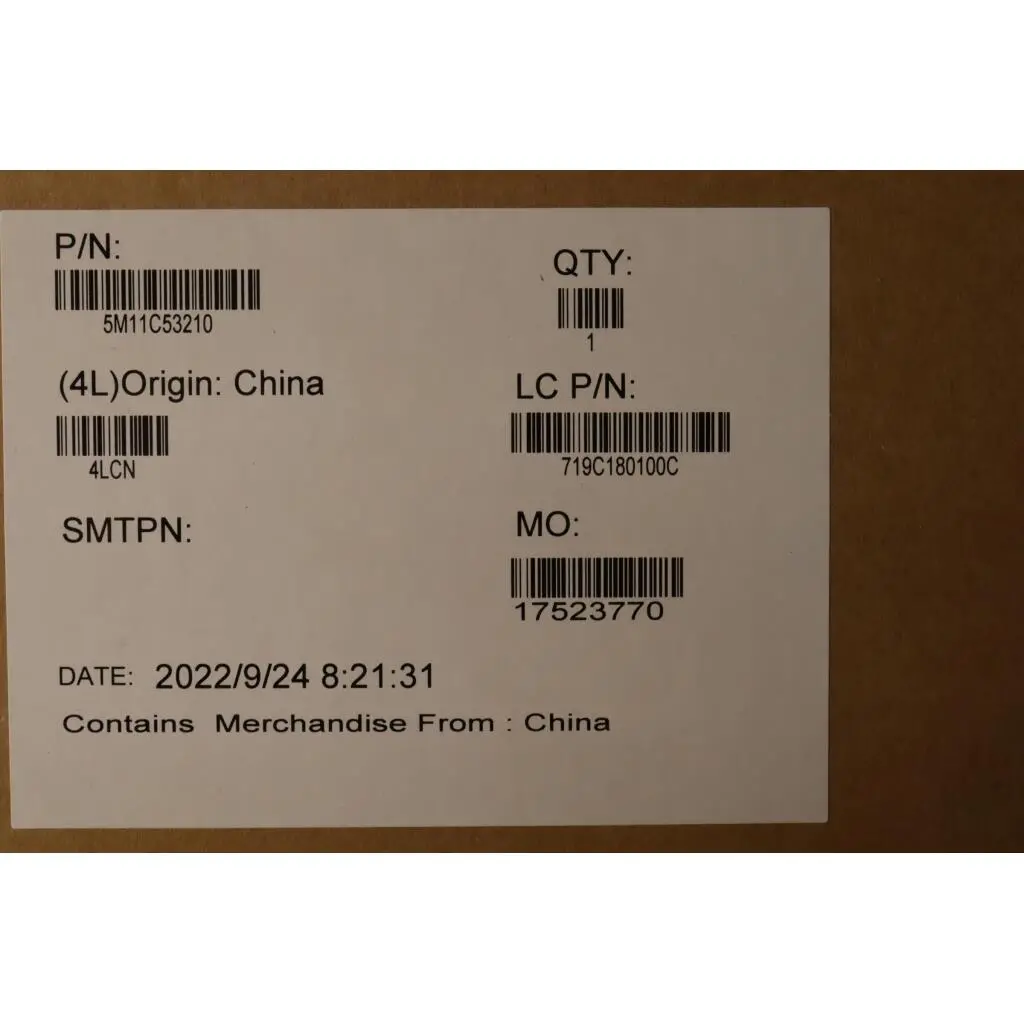 P/N:
5M11C53210
QTY:
1
(4L)Origin: China
4LCN
LC P/N:
719C180100C
SMTPN:
MO:
17523770
DATE: 2022/9/24 8:21:31
Contains Merchandise From : China